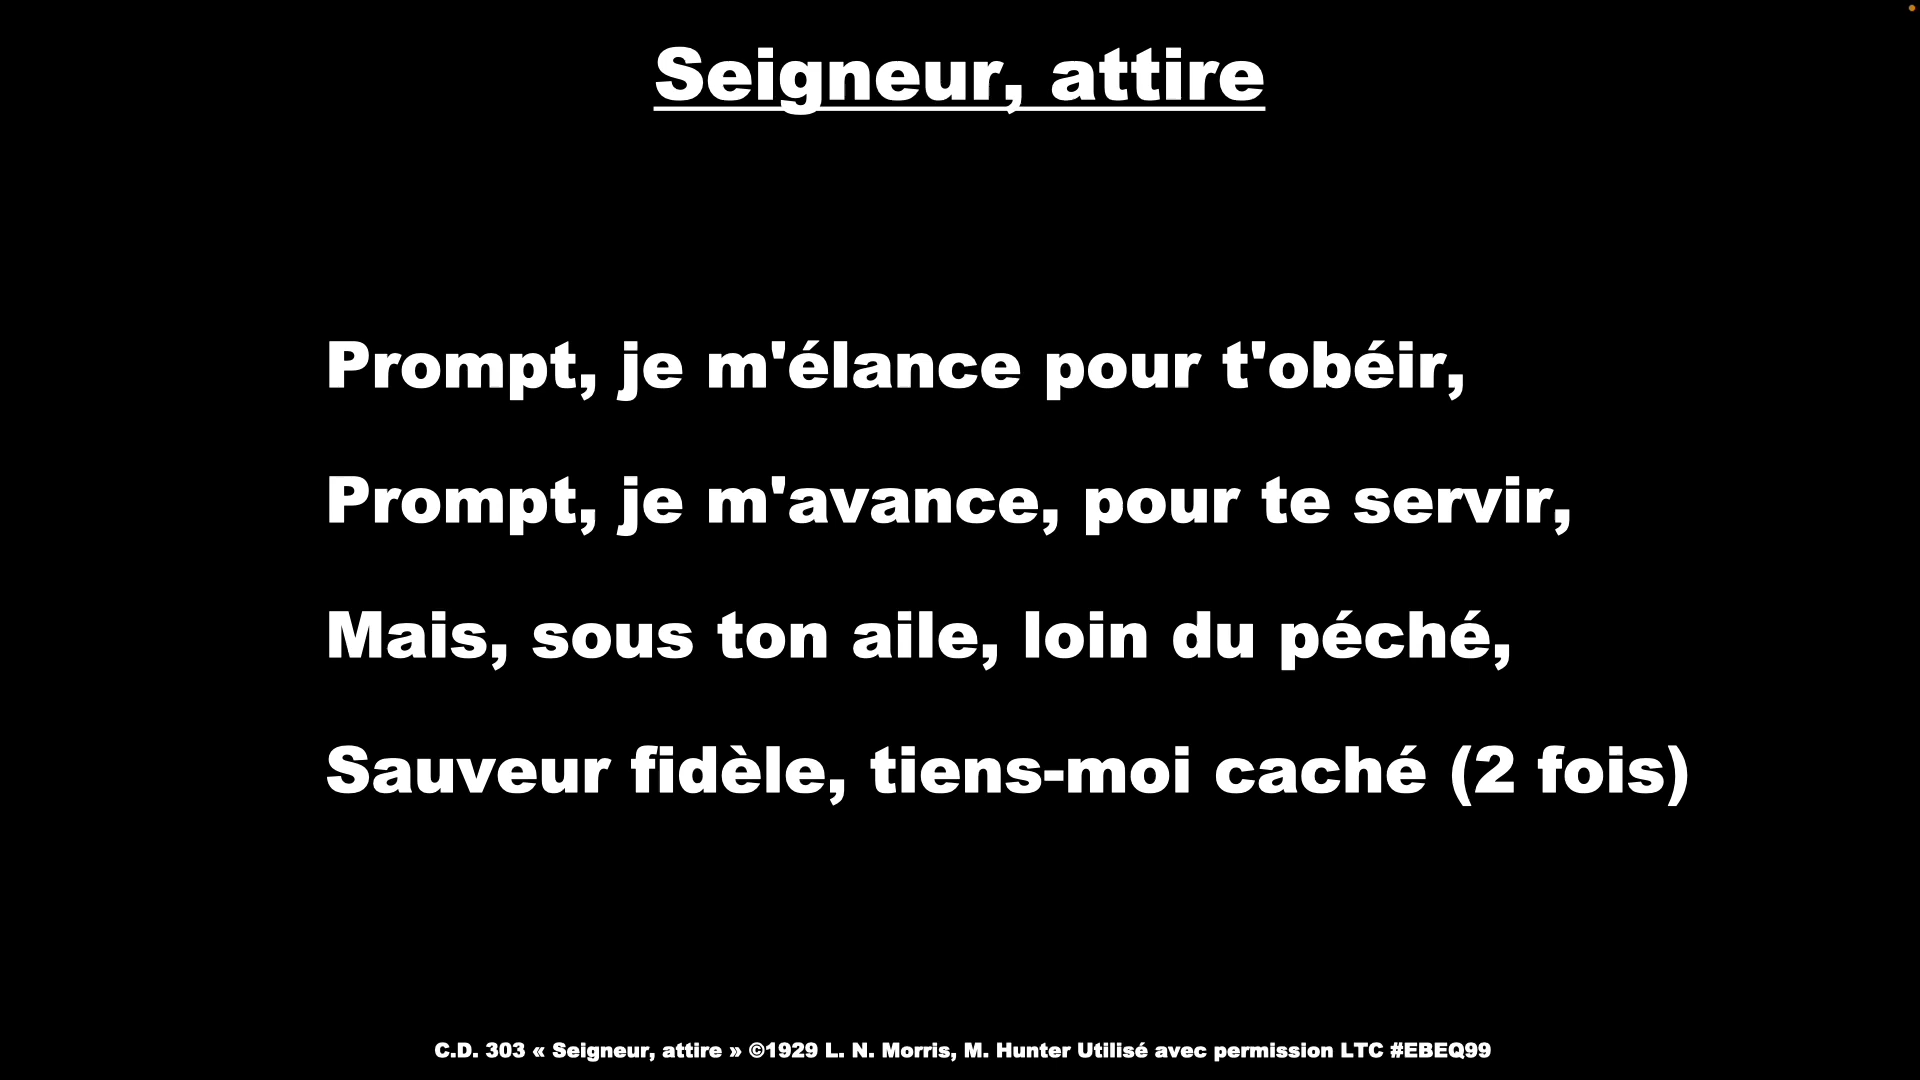 Seigneur, attire
Prompt, je m'élance pour t'obéir,
Prompt, je m'avance, pour te servir,
Mais, sous ton aile, loin du péché,
Sauveur fidèle, tiens-moi caché (2 fois)
C.D. 303 « Seigneur, attire » ©1929 L. N. Morris, M. Hunter Utilisé avec permission LTC #EBEQ99